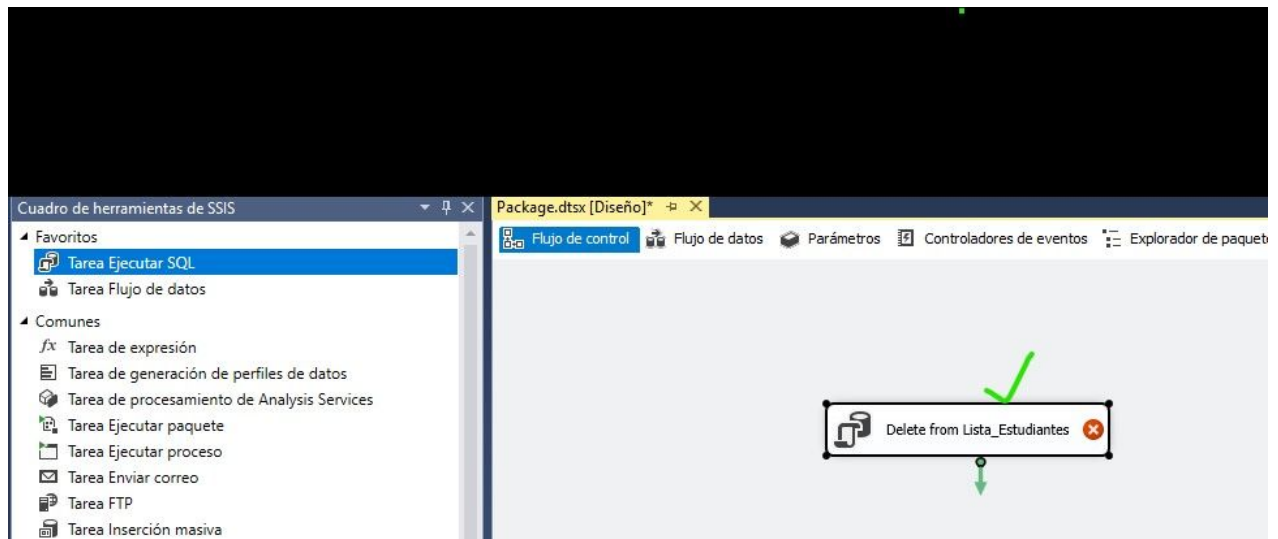 Cuadro de herramientas de SSIS
Favoritos
Tarea Ejecutar SQL
Tarea Flujo de datos
Comunes
fx Tarea de expresión
Tarea de generación de perfiles de datos
Tarea de procesamiento de Analysis Services
Tarea Ejecutar paquete
Tarea Ejecutar proceso
Tarea Enviar correo
Tarea FTP
Tarea Inserción masiva
Package.dtsx [Diseño]*
Flujo de control Flujo de datos Parámetros Controladores de eventos Explorador de paquete
Delete from Lista_Estudiantes